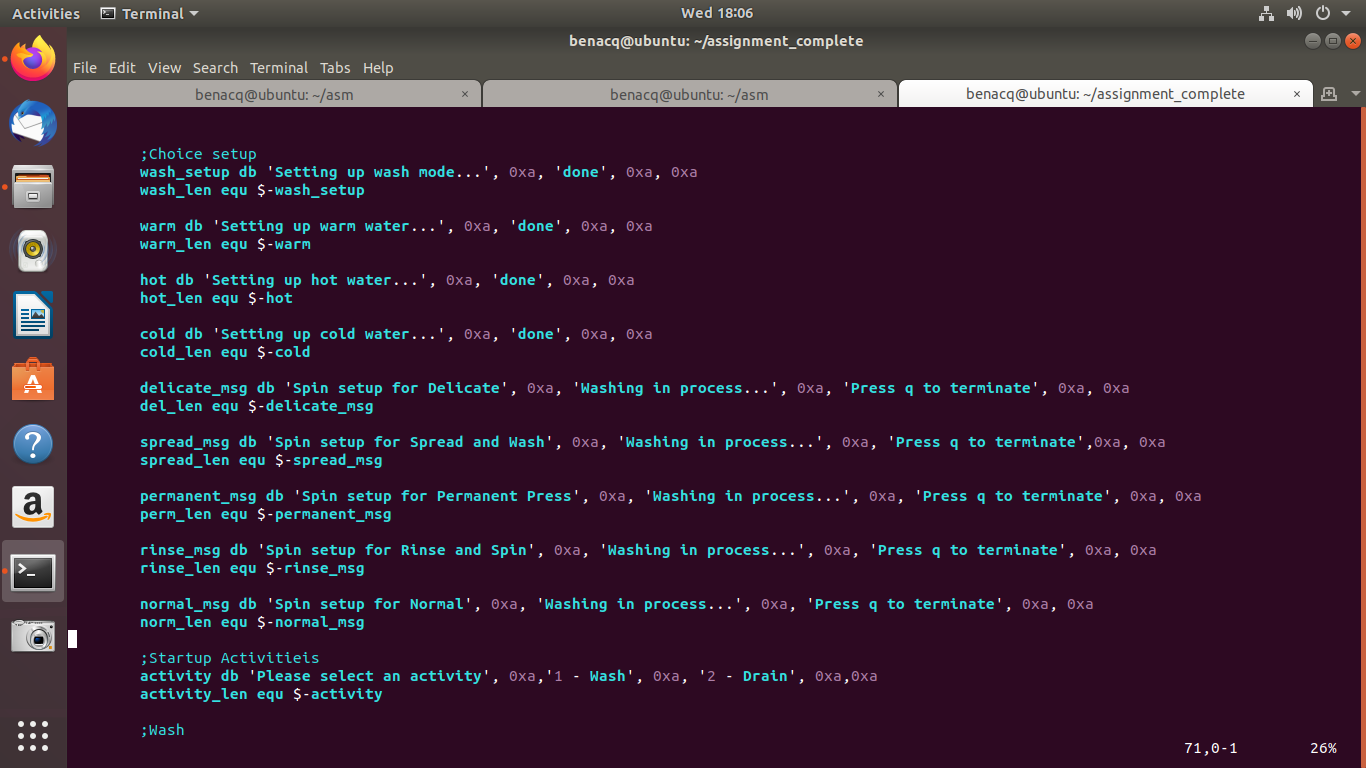 Activities Terminal Wed 18:06
benacq@ubuntu: ~/assignment_complete
File Edit View Search Terminal Tabs Help
benacq@ubuntu: ~/asm × benacq@ubuntu: ~/asm × benacq@ubuntu: ~/assignment_complete ×
;Choice setup
wash_setup db 'Setting up wash mode...', 0xa, 'done', 0xa, 0xa
wash_len equ $-wash_setup
warm db 'Setting up warm water...', 0xa, 'done', 0xa, 0xa
warm_len equ $-warm
hot db 'Setting up hot water...', 0xa, 'done', 0xa, 0xa
hot_len equ $-hot
cold db 'Setting up cold water...', 0xa, 'done', 0xa, 0xa
cold_len equ $-cold
delicate_msg db 'Spin setup for Delicate', 0xa, 'Washing in process...', 0xa, 'Press q to terminate', 0xa, 0xa
del_len equ $-delicate_msg
spread_msg db 'Spin setup for Spread and Wash', 0xa, 'Washing in process...', 0xa, 'Press q to terminate',0xa, 0xa
spread_len equ $-spread_msg
permanent_msg db 'Spin setup for Permanent Press', 0xa, 'Washing in process...', 0xa, 'Press q to terminate', 0xa, 0xa
perm_len equ $-permanent_msg
rinse_msg db 'Spin setup for Rinse and Spin', 0xa, 'Washing in process...', 0xa, 'Press q to terminate', 0xa, 0xa
rinse_len equ $-rinse_msg
normal_msg db 'Spin setup for Normal', 0xa, 'Washing in process...', 0xa, 'Press q to terminate', 0xa, 0xa
norm_len equ $-normal_msg
;Startup Activitieis
activity db 'Please select an activity', 0xa,'1 - Wash', 0xa, '2 - Drain', 0xa,0xa
activity_len equ $-activity
;Wash
71,0-1 26%